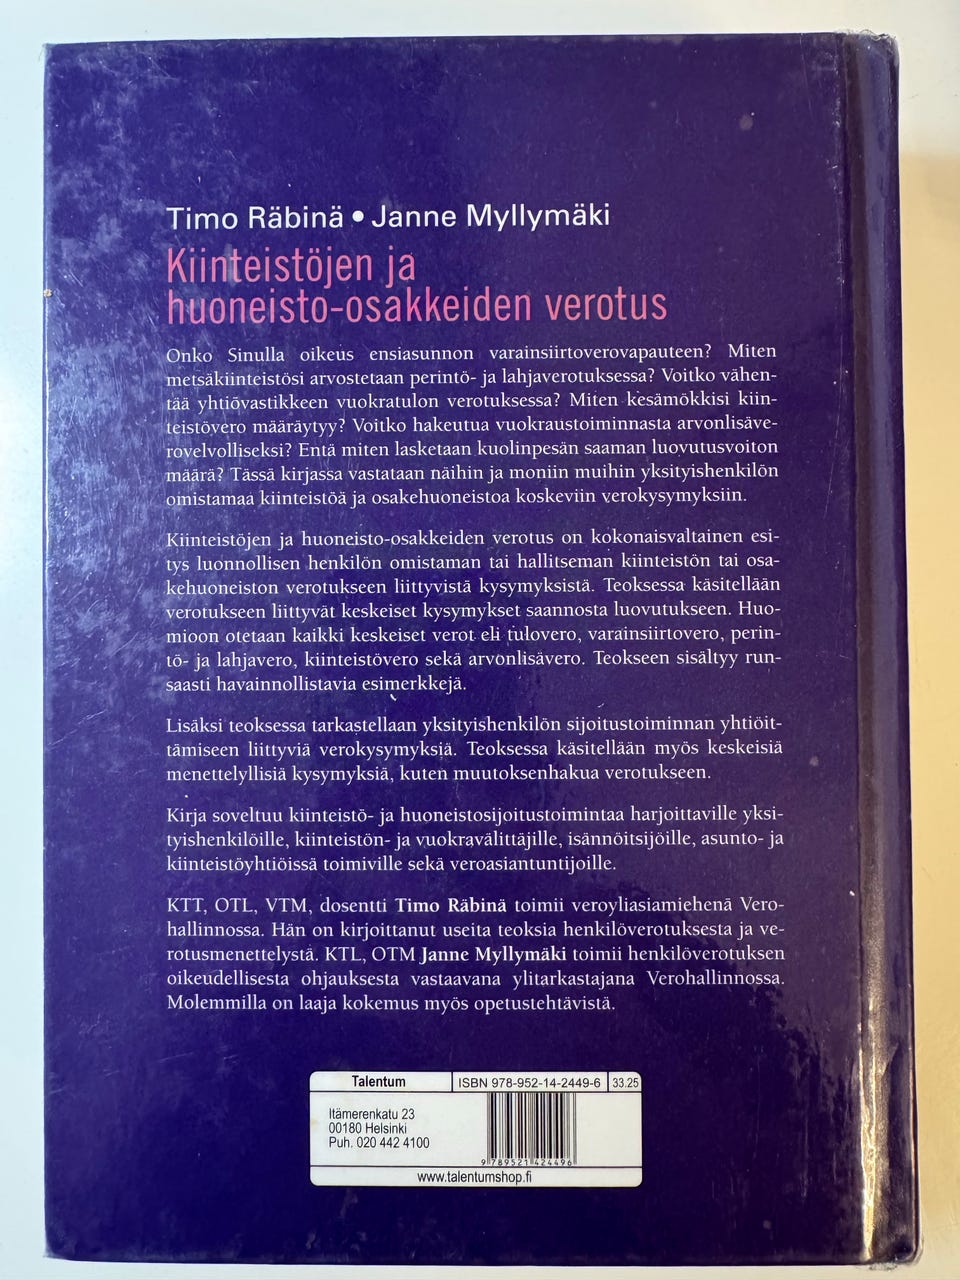 Timo Räbinä • Janne Myllymäki
Kiinteistöjen ja
huoneisto-osakkeiden verotus
Onko Sinulla oikeus ensiasunnon varainsiirtoverovapauteen? Miten
metsäkiinteistösi arvostetaan perintö- ja lahjaverotuksessa? Voitko vähen-
tää yhtiövastikkeen vuokratulon verotuksessa? Miten kesämökkisi kiin-
teistövero määräytyy? Voitko hakeutua vuokraustoiminnasta arvonlisäve-
rovelvolliseksi? Entä miten lasketaan kuolinpesän saaman luovutusvoiton
määrä? Tässä kirjassa vastataan näihin ja moniin muihin yksityishenkilön
omistamaa kiinteistöä ja osakehuoneistoa koskeviin verokysymyksiin.
Kiinteistöjen ja huoneisto-osakkeiden verotus on kokonaisvaltainen esi-
tys luonnollisen henkilön omistaman tai hallitseman kiinteistön tai osa-
kehuoneiston verotukseen liittyvistä kysymyksistä. Teoksessa käsitellään
verotukseen liittyvät keskeiset kysymykset saannosta luovutukseen. Huo-
mioon otetaan kaikki keskeiset verot eli tulovero, varainsiirtovero, perin-
tö- ja lahjavero, kiinteistövero sekä arvonlisävero. Teokseen sisältyy run-
saasti havainnollistavia esimerkkejä.
Lisäksi teoksessa tarkastellaan yksityishenkilön sijoitustoiminnan yhtiöit-
tämiseen liittyviä verokysymyksiä. Teoksessa käsitellään myös keskeisiä
menettelyllisiä kysymyksiä, kuten muutoksenhakua verotukseen.
Kirja soveltuu kiinteistö- ja huoneistosijoitustoimintaa harjoittaville yksi-
tyishenkilöille, kiinteistön- ja vuokravälittäjille, isännöitsijöille, asunto- ja
kiinteistöyhtiöissä toimiville sekä veroasiantuntijoille.
KTT, OTL, VTM, dosentti Timo Räbinä toimii veroyliasiamiehenä Vero-
hallinnossa. Hän on kirjoittanut useita teoksia henkilöverotuksesta ja ve-
rotusmenettelystä. KTL, OTM Janne Myllymäki toimii henkilöverotuksen
oikeudellisesta ohjauksesta vastaavana ylitarkastajana Verohallinnossa.
Molemmilla on laaja kokemus myös opetustehtävistä.
Talentum ISBN 978-952-14-2449-6 33.25
Itämerenkatu 23
00180 Helsinki
Puh. 020 442 4100
9 789521 424496
www.talentumshop.fi